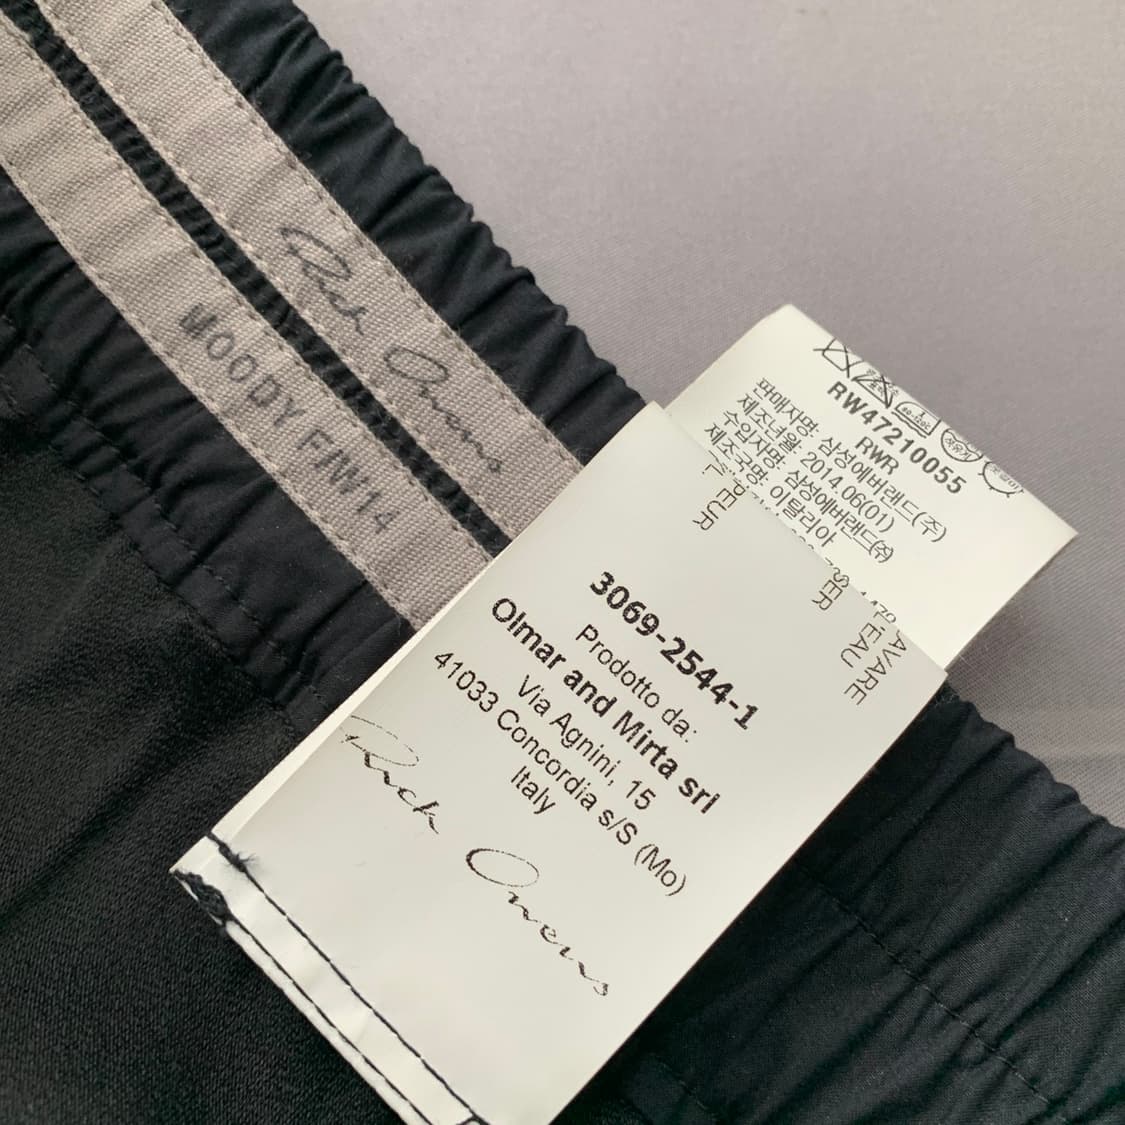 Rick Owens
MOODY F/W14
RW47210055
RWR
판매자명: 삼성에버랜드(주)
제조년월: 2014.06(01)
수입자명: 삼성에버랜드㈜
제조국명: 이탈리아
AVARE
EAU
3069-2544-1
Prodotto da:
Olmar and Mirta srl
Via Agnini, 15
41033 Concordia s/S (Mo)
Italy
Rick Owens